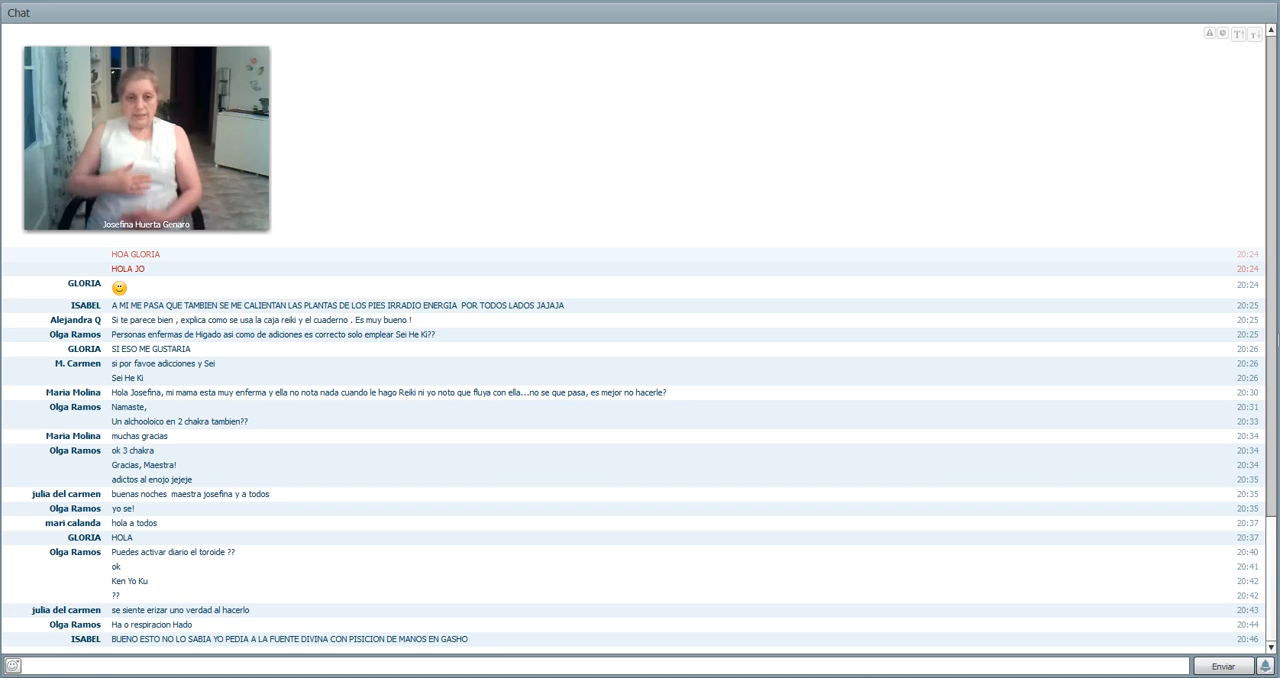 Chat
Josefina Huerta Genaro
HOA GLORIA 20:24
HOLA JO 20:24
GLORIA 20:24
ISABEL A MI ME PASA QUE TAMBIEN SE ME CALIENTAN LAS PLANTAS DE LOS PIES IRRADIO ENERGIA POR TODOS LADOS JAJAJA 20:25
Alejandra Q Si te parece bien , explica como se usa la caja reiki y el cuaderno . Es muy bueno ! 20:25
Olga Ramos Personas enfermas de Higado asi como de adiciones es correcto solo emplear Sei He Ki?? 20:25
GLORIA SI ESO ME GUSTARIA 20:26
M. Carmen si por favoe adicciones y Sei 20:26
Sei He Ki 20:26
Maria Molina Hola Josefina, mi mama esta muy enferma y ella no nota nada cuando le hago Reiki ni yo noto que fluya con ella...no se que pasa, es mejor no hacerle? 20:30
Olga Ramos Namaste, 20:31
Un alchooloico en 2 chakra tambien?? 20:33
Maria Molina muchas gracias 20:34
Olga Ramos ok 3 chakra 20:34
Gracias, Maestra! 20:34
adictos al enojo jejeje 20:35
julia del carmen buenas noches maestra josefina y a todos 20:35
Olga Ramos yo se! 20:35
mari calanda hola a todos 20:37
GLORIA HOLA 20:37
Olga Ramos Puedes activar diario el toroide ?? 20:40
ok 20:41
Ken Yo Ku 20:42
?? 20:42
julia del carmen se siente erizar uno verdad al hacerlo 20:43
Olga Ramos Ha o respiracion Hado 20:44
ISABEL BUENO ESTO NO LO SABIA YO PEDIA A LA FUENTE DIVINA CON PISICION DE MANOS EN GASHO 20:46
Enviar